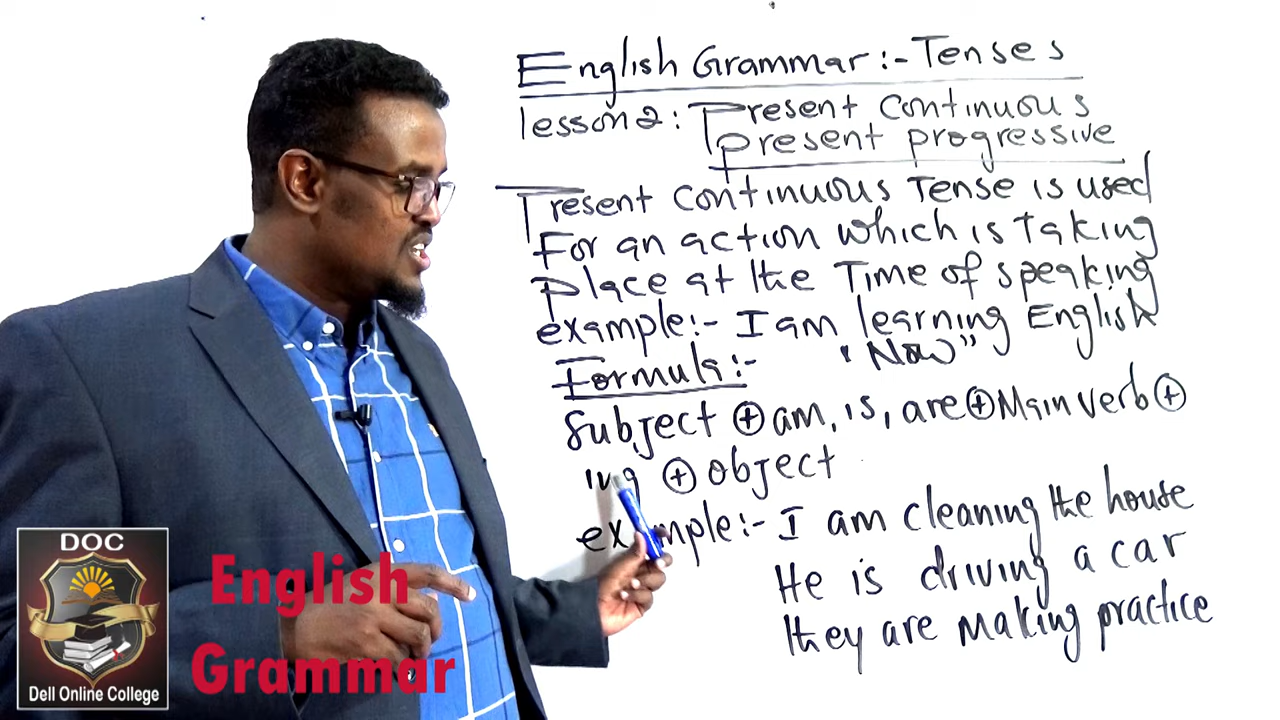 English Grammar :- Tenses
lesson 2: Present Continuous
present progressive
Present continuous Tense is used
For an action which is Taking
Place at the Time of speaking
example:- I am learning English
"Now"
Formula:-
Subject + am, is, are + Main verb +
ing + object
example:- I am cleaning the house
He is driving a car
they are making practice
DOC
Dell Online College
English
Grammar